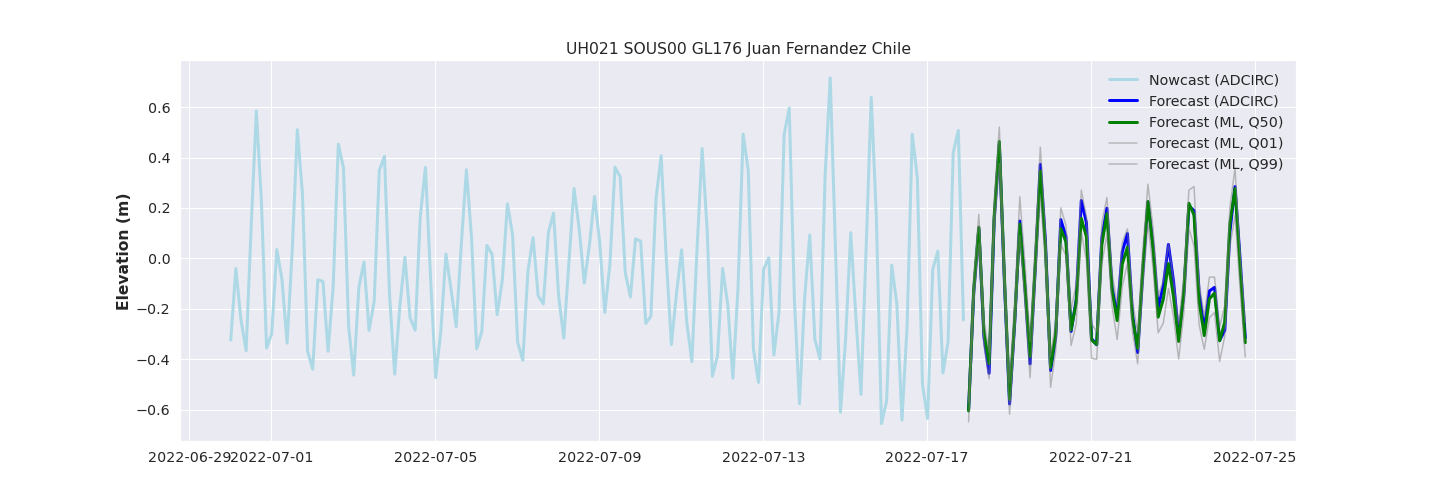 UH021 SOUS00 GL176 Juan Fernandez Chile
Nowcast (ADCIRC)
Forecast (ADCIRC)
Forecast (ML, Q50)
Forecast (ML, Q01)
Forecast (ML, Q99)
Elevation (m)
0.6
0.4
0.2
0.0
−0.2
−0.4
−0.6
2022-06-29 2022-07-01 2022-07-05 2022-07-09 2022-07-13 2022-07-17 2022-07-21 2022-07-25